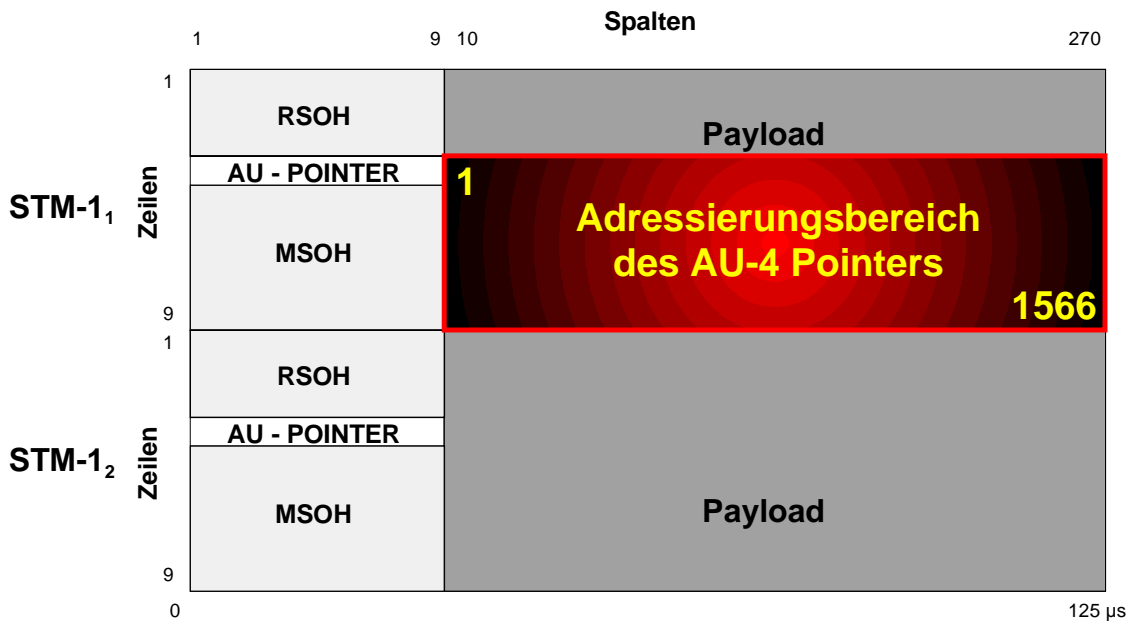 Spalten
1 9 10 270
1
RSOH
Payload
AU - POINTER
STM-1₁
Zeilen
1
Adressierungsbereich
des AU-4 Pointers
MSOH
1566
9
1
RSOH
AU - POINTER
STM-1₂
Zeilen
MSOH
Payload
9
0 125 µs